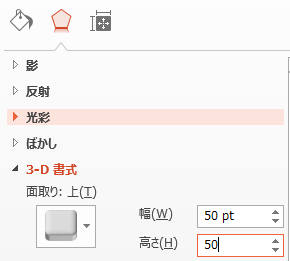 影
反射
光彩
ぼかし
3-D 書式
面取り: 上(T)
幅(W) 50 pt
高さ(H) 50